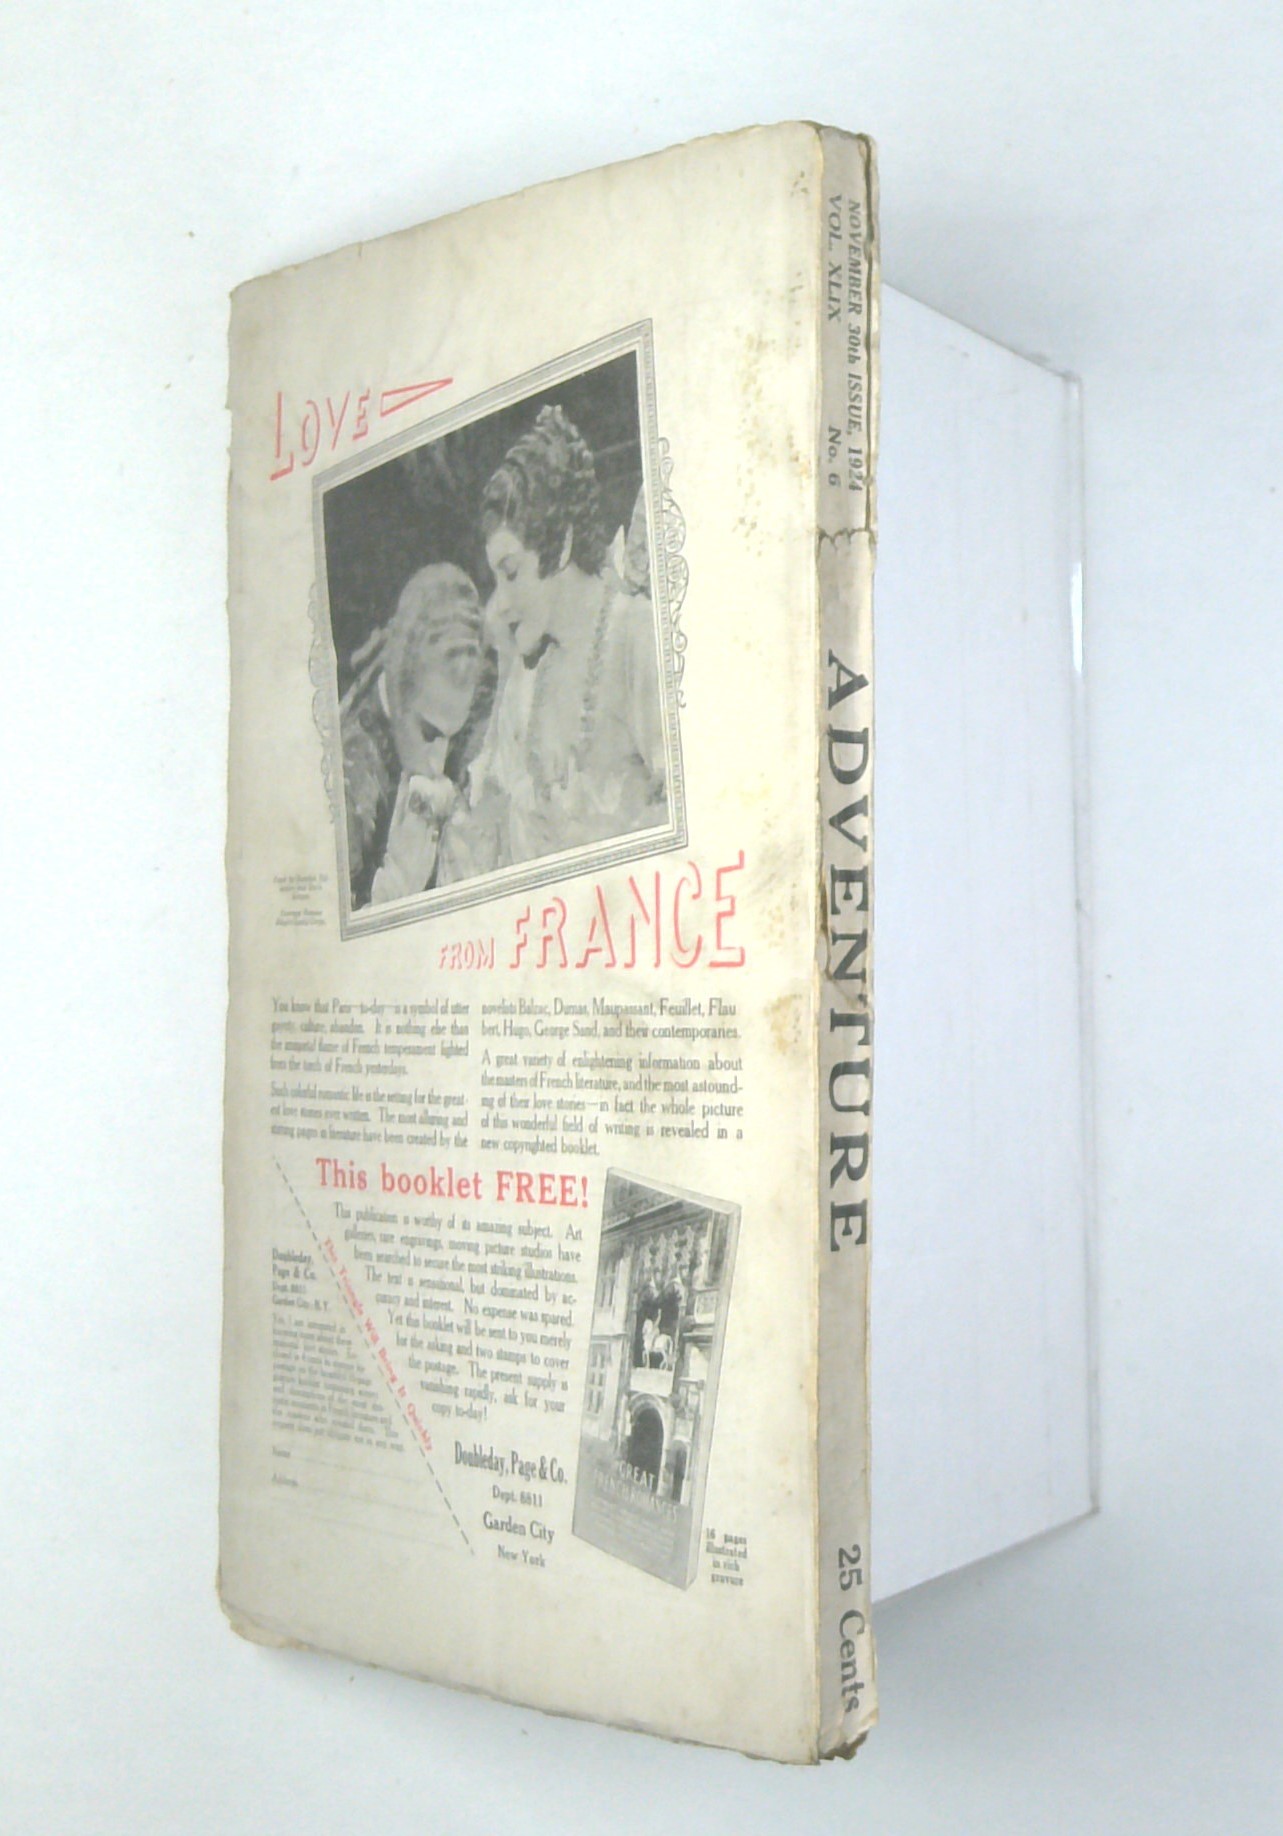 LOVE
FROM FRANCE
You know that Paris—to-day—is a symbol of utter
gayety, culture, abandon. It is nothing else than
the immortal flame of French temperament lighted
from the torch of French yesterdays.
Such colorful romantic life is the setting for the great-
est love stories ever written. The most alluring and
stirring pages in literature have been created by the
novelists Balzac, Dumas, Maupassant, Feuillet, Flau
bert, Hugo, George Sand, and their contemporaries.
A great variety of enlightening information about
the masters of French literature, and the most astound-
ing of their love stories—in fact the whole picture
of this wonderful field of writing is revealed in a
new copyrighted booklet.
This booklet FREE!
This publication is worthy of its amazing subject. Art
galleries, rare engravings, moving picture studios have
been searched to secure the most striking illustrations.
The text is sensational, but dominated by ac-
curacy and interest. No expense was spared.
Yet this booklet will be sent to you merely
for the asking and two stamps to cover
the postage. The present supply is
vanishing rapidly, ask for your
copy to-day!
Doubleday, Page & Co.
Dept. 8811
Garden City
New York
This Triangle Will Bring It Quickly
Doubleday,
Page & Co.
Dept. 8811
Garden City, N. Y.
Name
Address
GREAT
16 pages
illustrated
in rich
gravure
NOVEMBER 30th ISSUE, 1924
VOL. XLIX No. 6
ADVENTURE
25 Cents